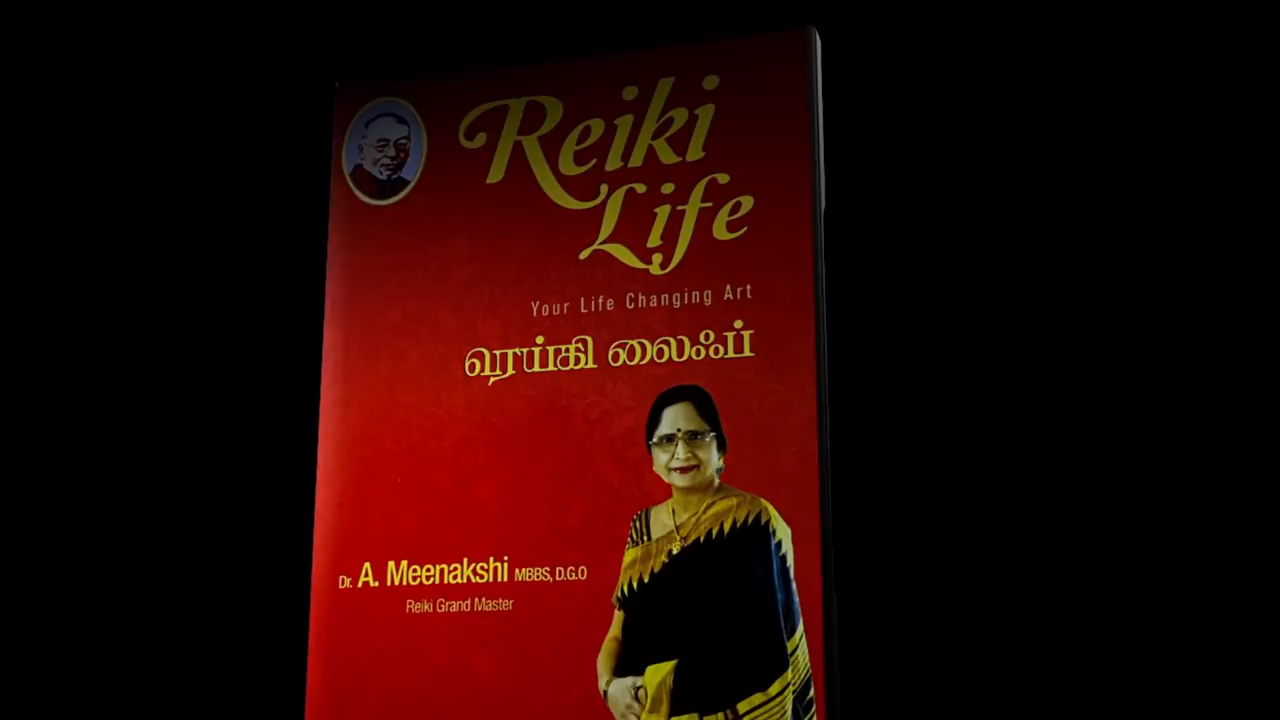 Reiki
Life
Your Life Changing Art
ரெய்கி லைஃப்
Dr. A. Meenakshi MBBS, D.G.O
Reiki Grand Master